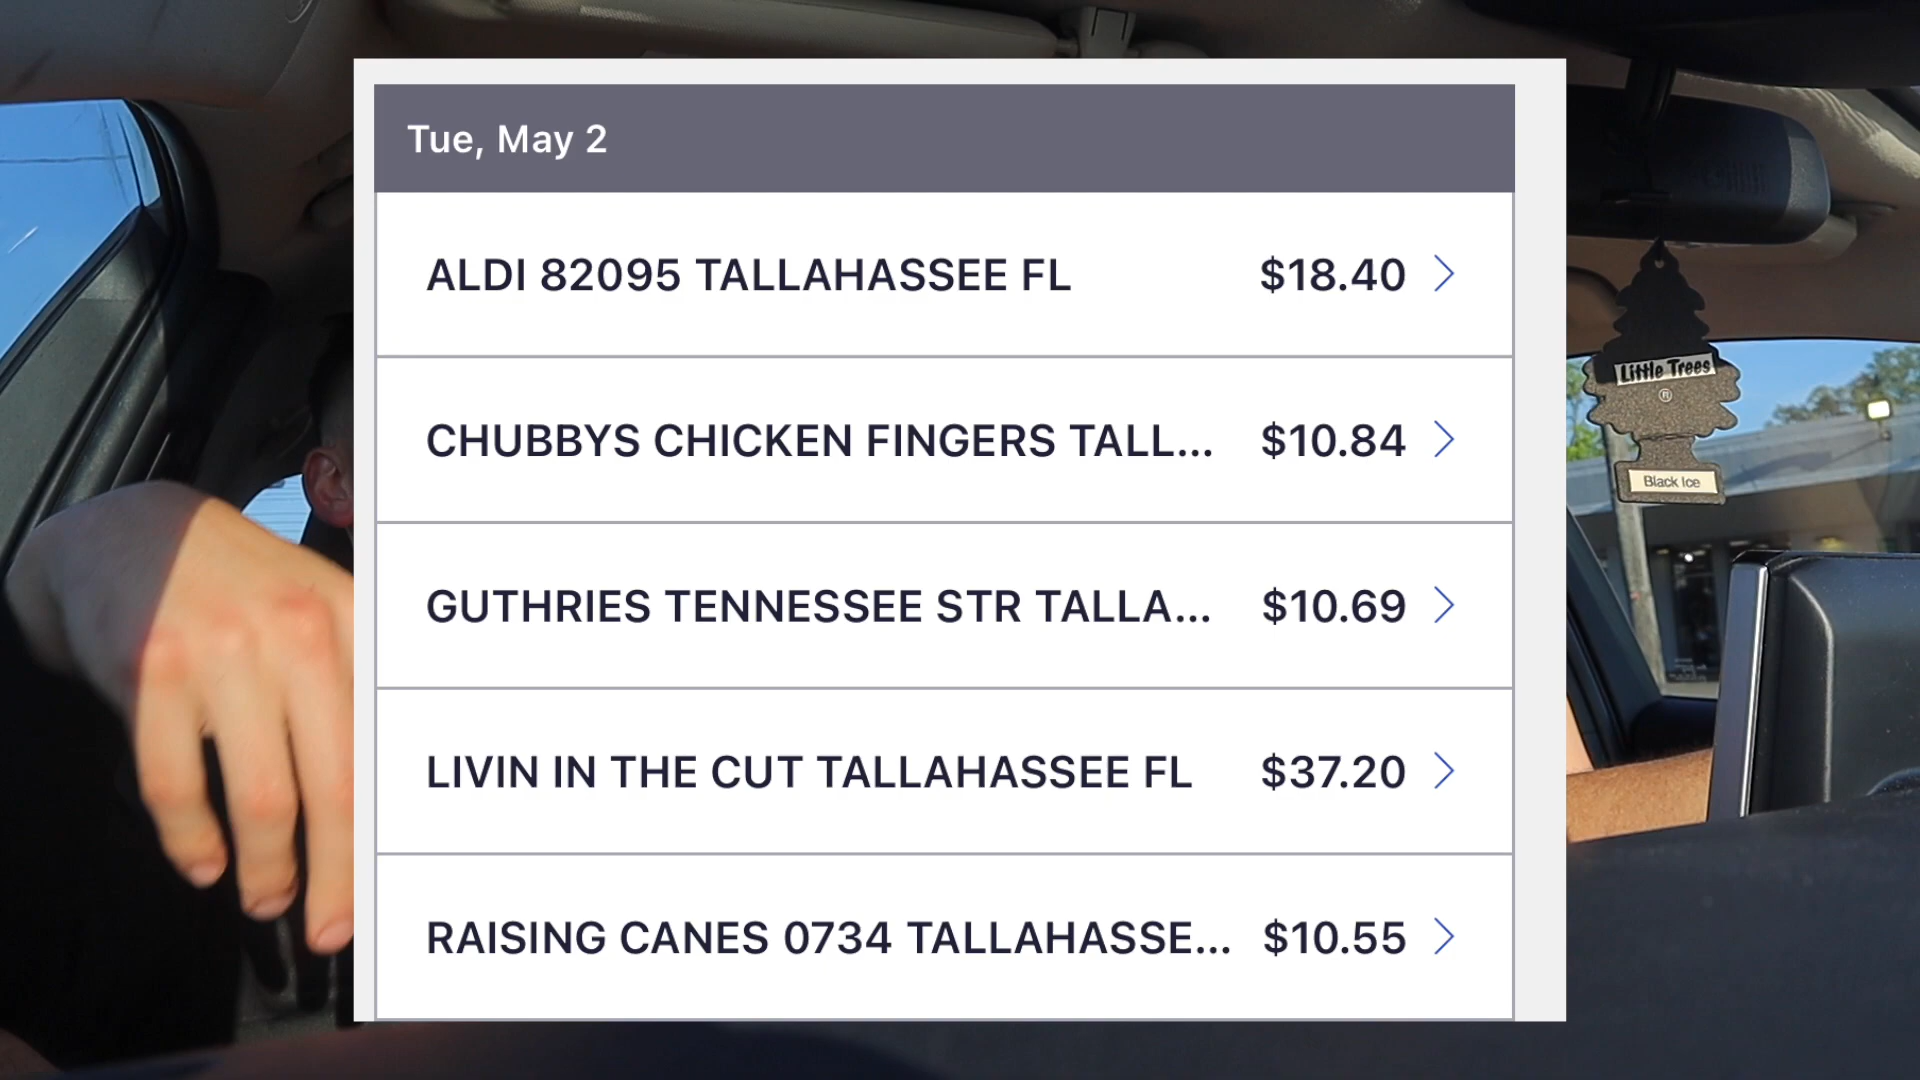 Tue, May 2
ALDI 82095 TALLAHASSEE FL $18.40
CHUBBYS CHICKEN FINGERS TALL... $10.84
GUTHRIES TENNESSEE STR TALLA... $10.69
LIVIN IN THE CUT TALLAHASSEE FL $37.20
RAISING CANES 0734 TALLAHASSE... $10.55
Little Trees
®
Black Ice